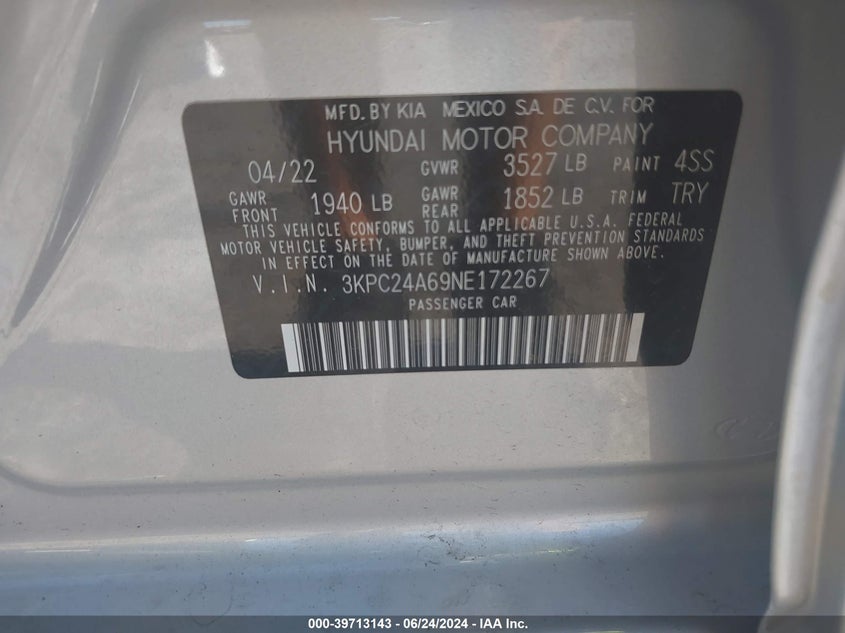 MFD. BY KIA MEXICO S.A. DE C.V. FOR
HYUNDAI MOTOR COMPANY
04/22 GVWR 3527 LB PAINT 4SS
GAWR FRONT 1940 LB GAWR REAR 1852 LB TRIM TRY
THIS VEHICLE CONFORMS TO ALL APPLICABLE U.S.A. FEDERAL
MOTOR VEHICLE SAFETY, BUMPER, AND THEFT PREVENTION STANDARDS
IN EFFECT ON THE DATE OF MANUFACTURE SHOWN ABOVE.
V.I.N. 3KPC24A69NE172267
PASSENGER CAR
000-39713143 - 06/24/2024 - IAA Inc.